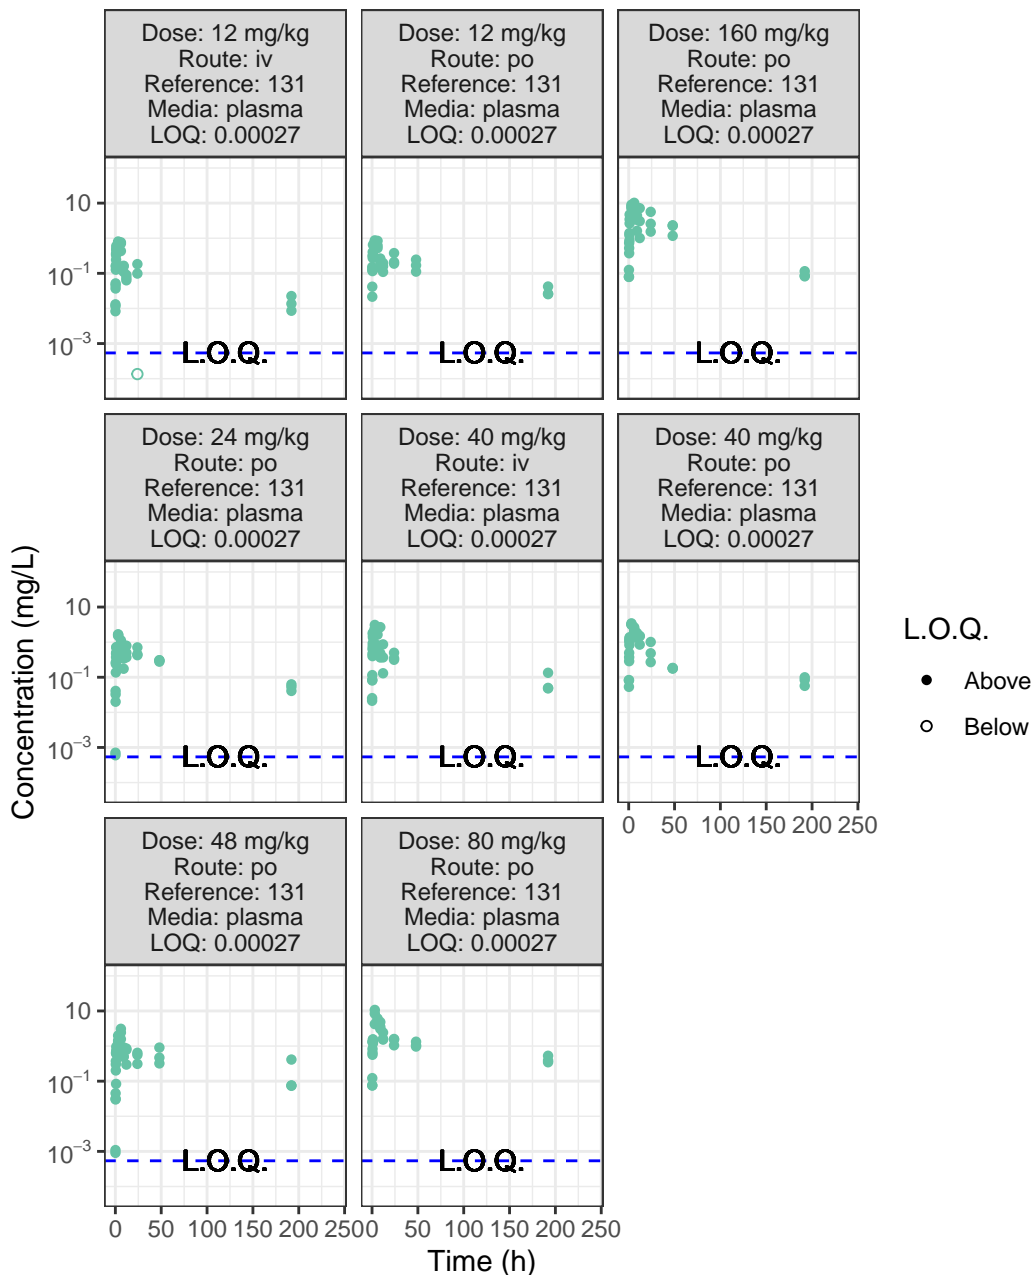 Dose: 12 mg/kg
Route: iv
Reference: 131
Media: plasma
LOQ: 0.00027
Dose: 12 mg/kg
Route: po
Reference: 131
Media: plasma
LOQ: 0.00027
Dose: 160 mg/kg
Route: po
Reference: 131
Media: plasma
LOQ: 0.00027
10
10⁻¹
10⁻³
L.O.Q.
L.O.Q.
L.O.Q.
Dose: 24 mg/kg
Route: po
Reference: 131
Media: plasma
LOQ: 0.00027
Dose: 40 mg/kg
Route: iv
Reference: 131
Media: plasma
LOQ: 0.00027
Dose: 40 mg/kg
Route: po
Reference: 131
Media: plasma
LOQ: 0.00027
Concentration (mg/L)
10
10⁻¹
10⁻³
L.O.Q.
L.O.Q.
L.O.Q.
0 50 100 150 200 250
L.O.Q.
Above
Below
Dose: 48 mg/kg
Route: po
Reference: 131
Media: plasma
LOQ: 0.00027
Dose: 80 mg/kg
Route: po
Reference: 131
Media: plasma
LOQ: 0.00027
10
10⁻¹
10⁻³
L.O.Q.
L.O.Q.
0 50 100 150 200 250
0 50 100 150 200 250
Time (h)